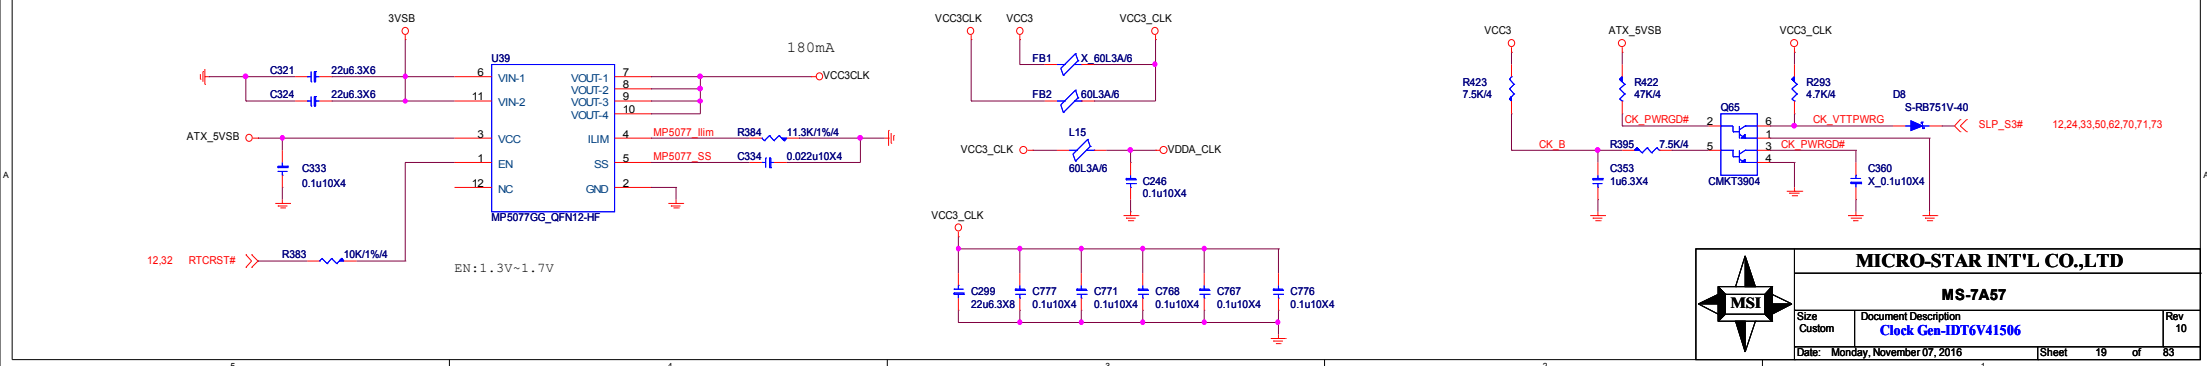 3VSB
C321 22u6.3X6
C324 22u6.3X6
ATX_5VSB
C333
0.1u10X4
12,32 RTCRST#
R383 10K/1%/4
EN:1.3V~1.7V
U39
6 VIN-1 VOUT-1 7
VOUT-2 8
11 VIN-2 VOUT-3 9
VOUT-4 10
3 VCC ILIM 4
1 EN SS 5
12 NC GND 2
MP5077GG_QFN12-HF
180mA
VCC3CLK
MP5077_Ilim R384 11.3K/1%/4
MP5077_SS C334 0.022u10X4
VCC3CLK VCC3 VCC3_CLK
FB1 X_60L3A/6
FB2 60L3A/6
L15
VCC3_CLK VDDA_CLK
60L3A/6
C246
0.1u10X4
VCC3_CLK
C299 C777 C771 C768 C767 C776
22u6.3X8 0.1u10X4 0.1u10X4 0.1u10X4 0.1u10X4 0.1u10X4
VCC3 ATX_5VSB VCC3_CLK
R423
7.5K/4
R422
47K/4
R293
4.7K/4
D8
S-RB751V-40
Q65
CK_PWRGD# 2 6 CK_VTTPWRG SLP_S3# 12,24,33,50,62,70,71,73
1
CK_B R395 7.5K/4 5 3 CK_PWRGD#
4
CMKT3904
C353
1u6.3X4
C360
X_0.1u10X4
A A
MSI
MICRO-STAR INT'L CO.,LTD
MS-7A57
Size Document Description Rev
Custom Clock Gen-IDT6V41506 10
Date: Monday, November 07, 2016 Sheet 19 of 83
5 4 3 2 1